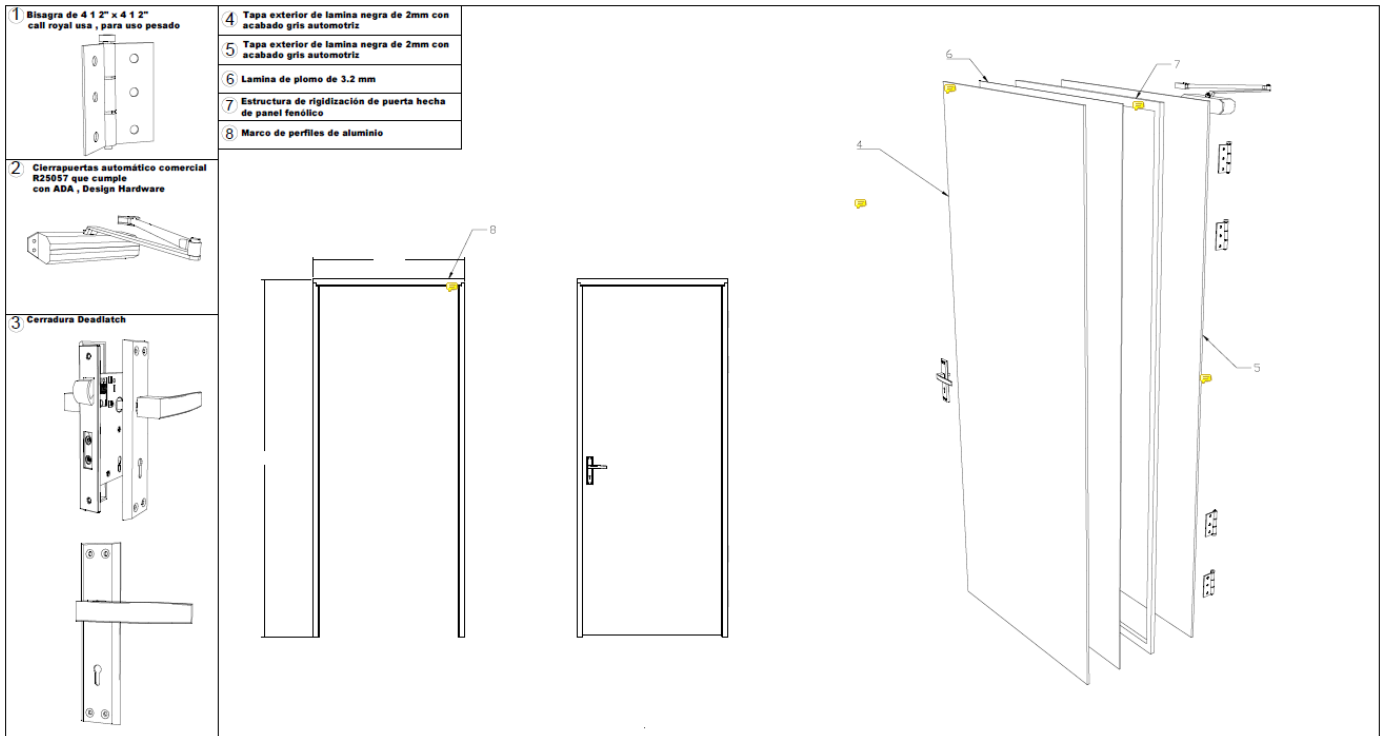 1 Bisagra de 4 1 2" x 4 1 2"
call royal usa , para uso pesado
2 Cierrapuertas automático comercial
R25057 que cumple
con ADA , Design Hardware
3 Cerradura Deadlatch
4 Tapa exterior de lamina negra de 2mm con
acabado gris automotriz
5 Tapa exterior de lamina negra de 2mm con
acabado gris automotriz
6 Lamina de plomo de 3.2 mm
7 Estructura de rigidización de puerta hecha
de panel fenólico
8 Marco de perfiles de aluminio
8
6
7
4
5